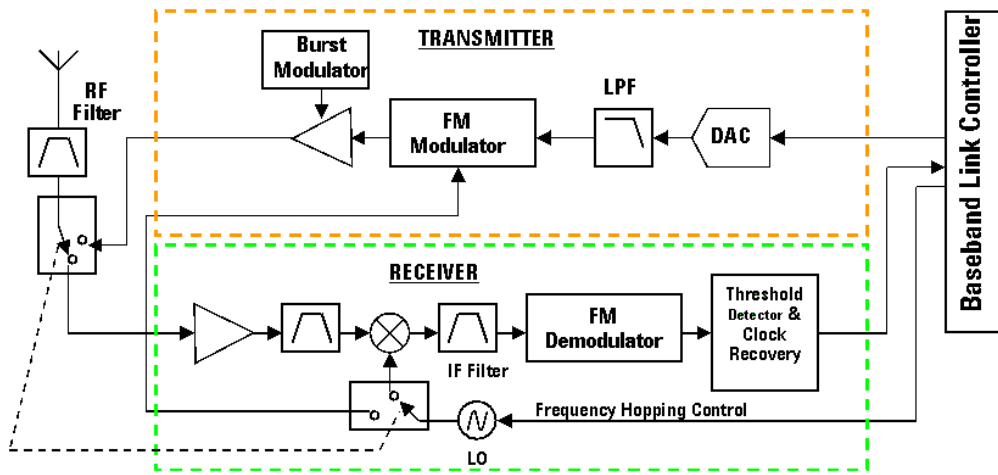 TRANSMITTER
Burst
Modulator
RF
Filter
LPF
FM
Modulator
DAC
Baseband Link Controller
RECEIVER
FM
Demodulator
Threshold
Detector &
Clock
Recovery
IF Filter
Frequency Hopping Control
LO